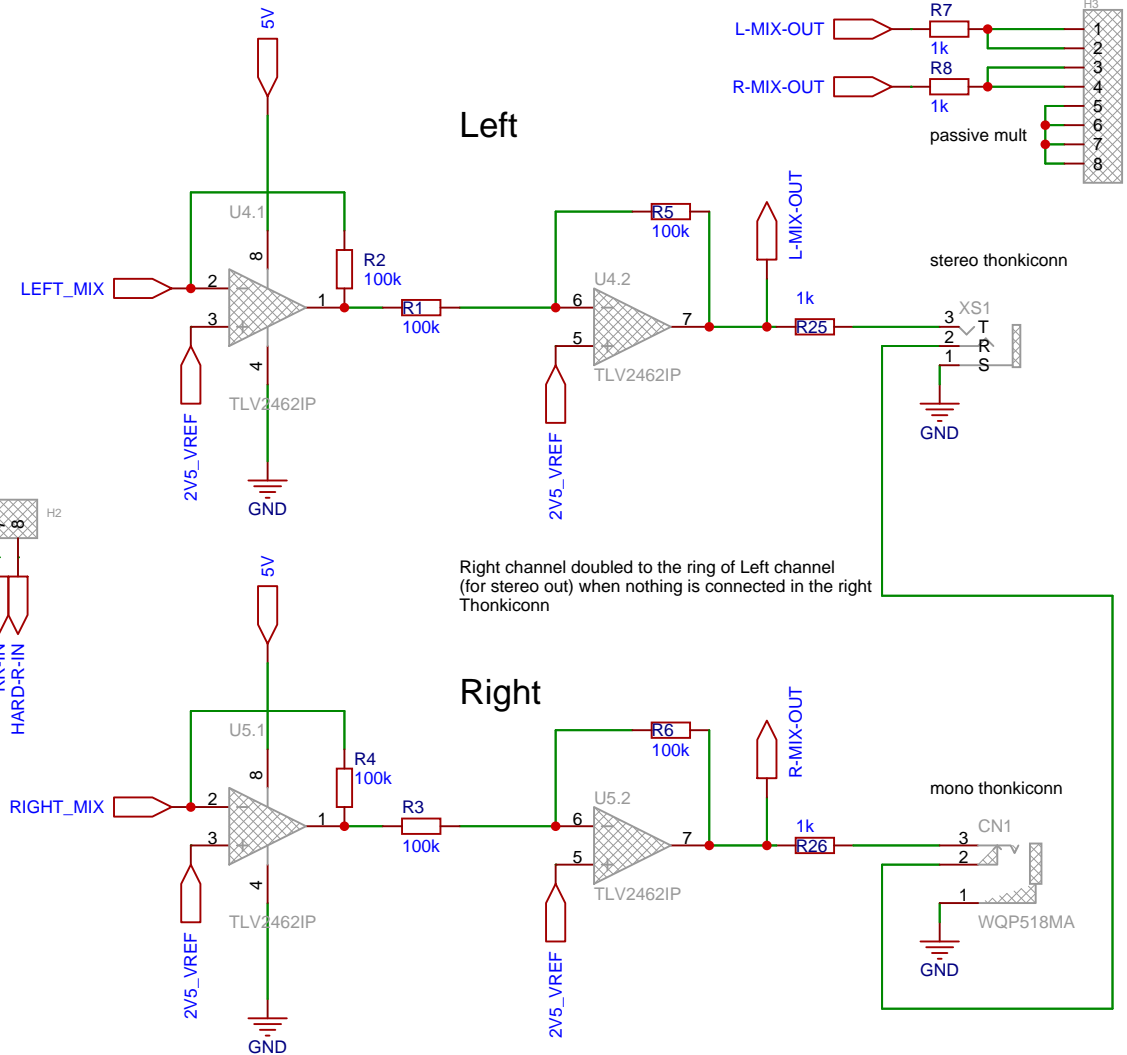 5V
Left
L-MIX-OUT
R7
1k
R-MIX-OUT
R8
1k
passive mult
H3
1
2
3
4
5
6
7
8
U4.1
8
LEFT_MIX
2
3
1
4
TLV2462IP
2V5_VREF
GND
R2
100k
R1
100k
R5
100k
U4.2
6
5
7
TLV2462IP
2V5_VREF
L-MIX-OUT
1k
R25
stereo thonkiconn
XS1
3
2
1
T
R
S
GND
H2
8
HARD-R-IN
Right channel doubled to the ring of Left channel
(for stereo out) when nothing is connected in the right
Thonkiconn
5V
Right
U5.1
8
RIGHT_MIX
2
3
1
4
TLV2462IP
2V5_VREF
GND
R4
100k
R3
100k
R6
100k
U5.2
6
5
7
TLV2462IP
2V5_VREF
R-MIX-OUT
1k
R26
mono thonkiconn
CN1
3
2
1
WQP518MA
GND